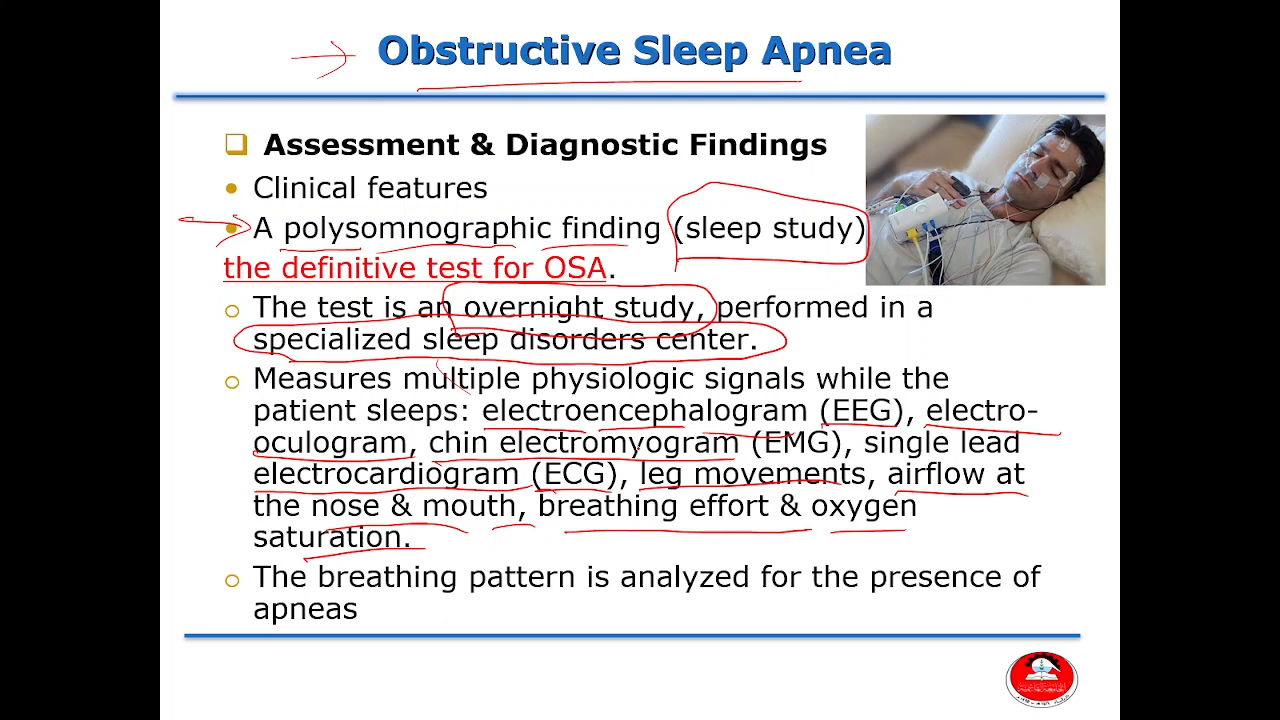 Obstructive Sleep Apnea
❑ Assessment & Diagnostic Findings
• Clinical features
• A polysomnographic finding (sleep study)
the definitive test for OSA.
o The test is an overnight study, performed in a
specialized sleep disorders center.
o Measures multiple physiologic signals while the
patient sleeps: electroencephalogram (EEG), electro-
oculogram, chin electromyogram (EMG), single lead
electrocardiogram (ECG), leg movements, airflow at
the nose & mouth, breathing effort & oxygen
saturation.
o The breathing pattern is analyzed for the presence of
apneas